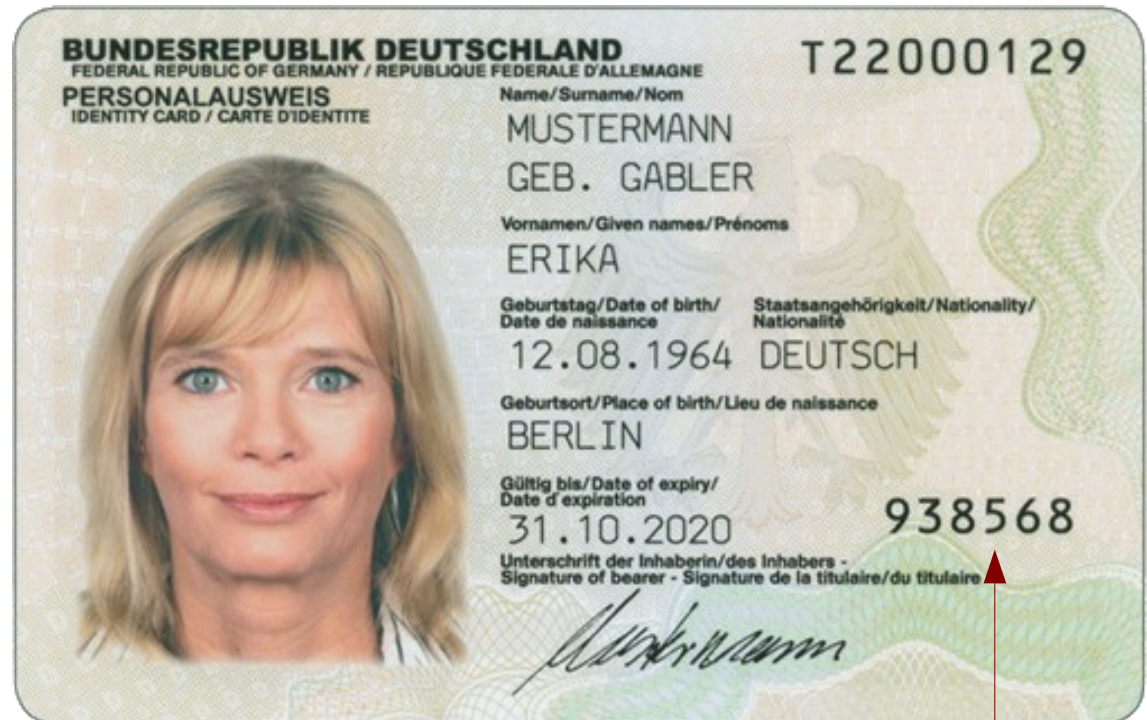 BUNDESREPUBLIK DEUTSCHLAND
FEDERAL REPUBLIC OF GERMANY / REPUBLIQUE FEDERALE D'ALLEMAGNE
PERSONALAUSWEIS
IDENTITY CARD / CARTE D'IDENTITE
T22000129
Name/Surname/Nom
MUSTERMANN
GEB. GABLER
Vornamen/Given names/Prénoms
ERIKA
Geburtstag/Date of birth/
Date de naissance
Staatsangehörigkeit/Nationality/
Nationalité
12.08.1964 DEUTSCH
Geburtsort/Place of birth/Lieu de naissance
BERLIN
Gültig bis/Date of expiry/
Date d'expiration
31.10.2020
938568
Unterschrift der Inhaberin/des Inhabers -
Signature of bearer - Signature de la titulaire/du titulaire
Mustermann